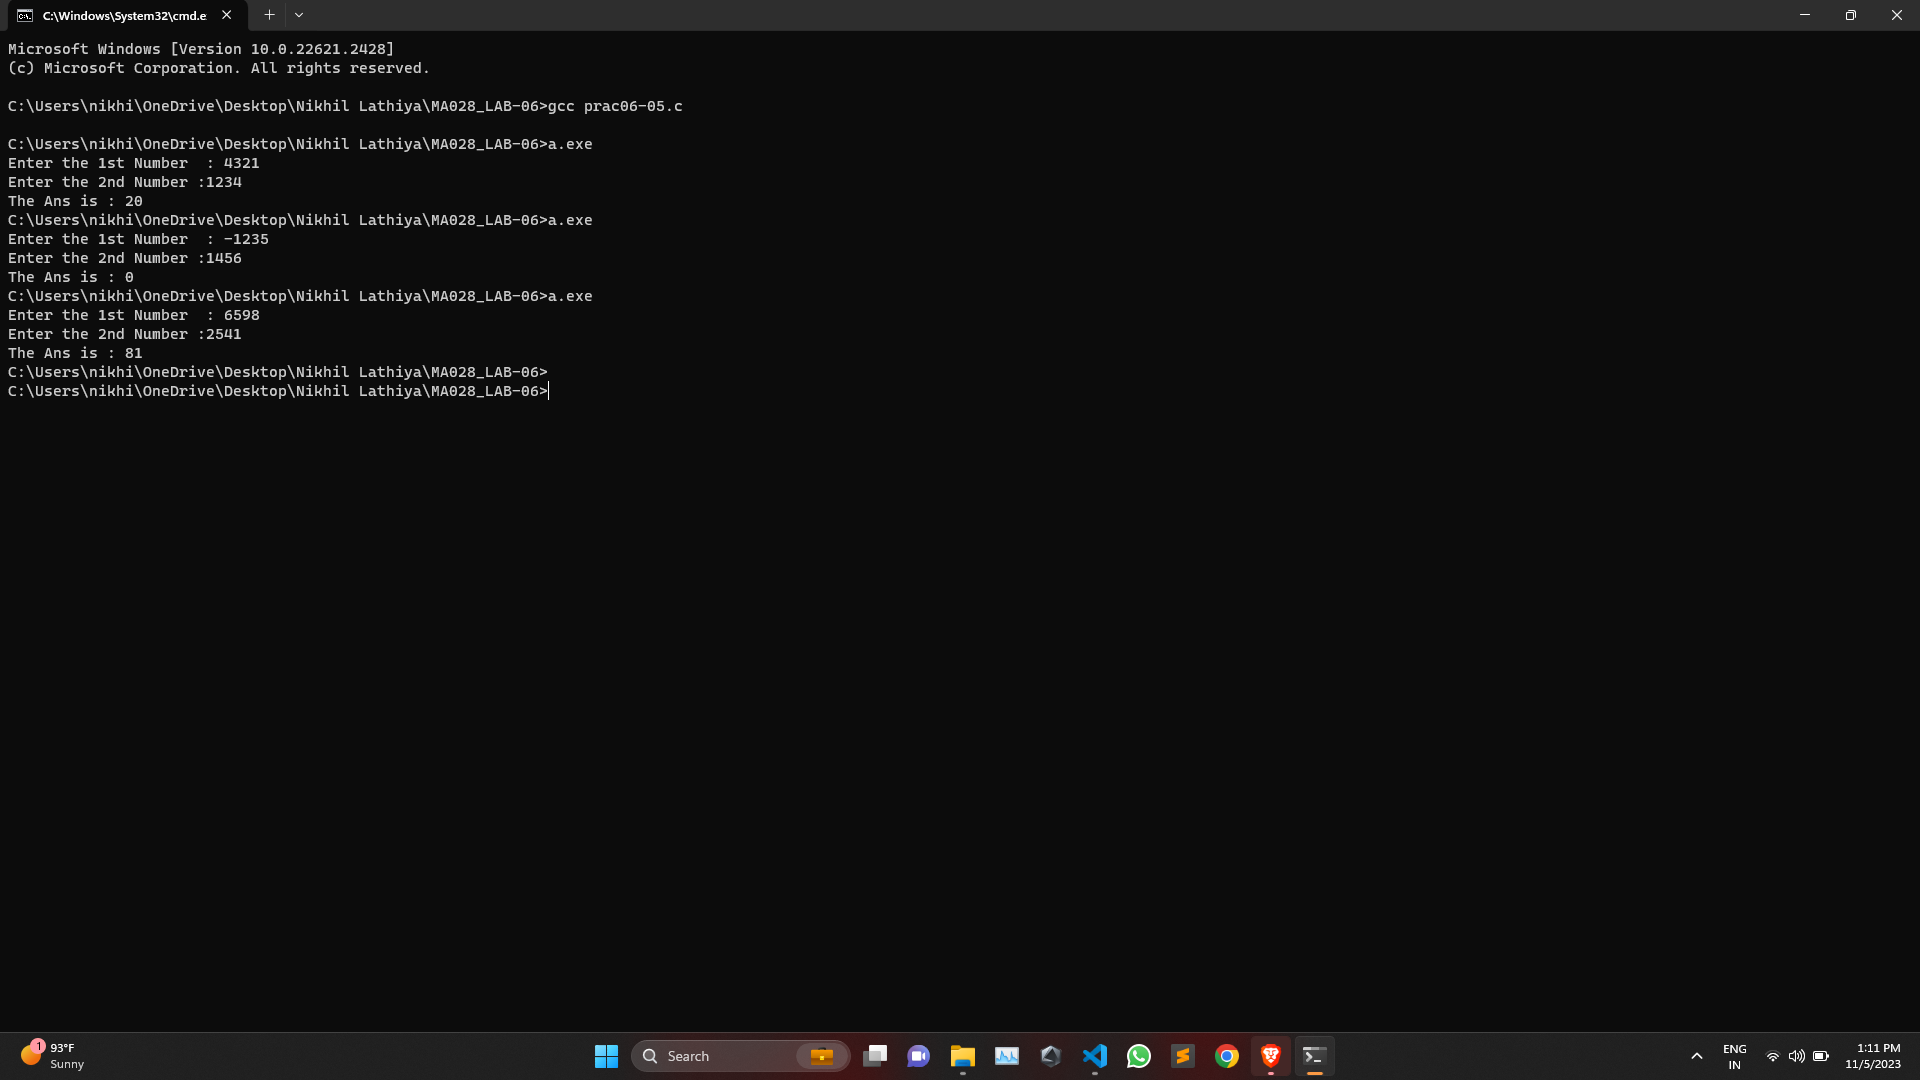 C:\Windows\System32\cmd.e
Microsoft Windows [Version 10.0.22621.2428]
(c) Microsoft Corporation. All rights reserved.
C:\Users\nikhi\OneDrive\Desktop\Nikhil Lathiya\MA028_LAB-06>gcc prac06-05.c
C:\Users\nikhi\OneDrive\Desktop\Nikhil Lathiya\MA028_LAB-06>a.exe
Enter the 1st Number  : 4321
Enter the 2nd Number :1234
The Ans is : 20
C:\Users\nikhi\OneDrive\Desktop\Nikhil Lathiya\MA028_LAB-06>a.exe
Enter the 1st Number  : -1235
Enter the 2nd Number :1456
The Ans is : 0
C:\Users\nikhi\OneDrive\Desktop\Nikhil Lathiya\MA028_LAB-06>a.exe
Enter the 1st Number  : 6598
Enter the 2nd Number :2541
The Ans is : 81
C:\Users\nikhi\OneDrive\Desktop\Nikhil Lathiya\MA028_LAB-06>
C:\Users\nikhi\OneDrive\Desktop\Nikhil Lathiya\MA028_LAB-06>
1
93°F
Sunny
Search
ENG
IN
1:11 PM
11/5/2023